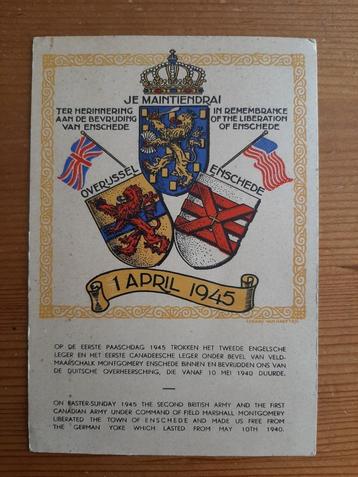 JE MAINTIENDRAI
TER HERINNERING
AAN DE BEVRIJDING
VAN ENSCHEDE
IN REMEMBRANCE
OF THE LIBERATION
OF ENSCHEDE
OVERIJSSEL
ENSCHEDE
1 APRIL 1945
OP DE EERSTE PAASCHDAG 1945 TROKKEN HET TWEEDE ENGELSCHE
LEGER EN HET EERSTE CANADEESCHE LEGER ONDER BEVEL VAN VELD-
MAARSCHALK MONTGOMERY ENSCHEDE BINNEN EN BEVRIJDDEN ONS VAN
DE DUITSCHE OVERHEERSCHING, DIE VANAF 10 MEI 1940 DUURDE.
ON EASTER-SUNDAY 1945 THE SECOND BRITISH ARMY AND THE FIRST
CANADIAN ARMY UNDER COMMAND OF FIELD MARSHALL MONTGOMERY
LIBERATED THE TOWN OF ENSCHEDE AND MADE US FREE FROM
THE GERMAN YOKE WHICH LASTED FROM MAY 10TH 1940.